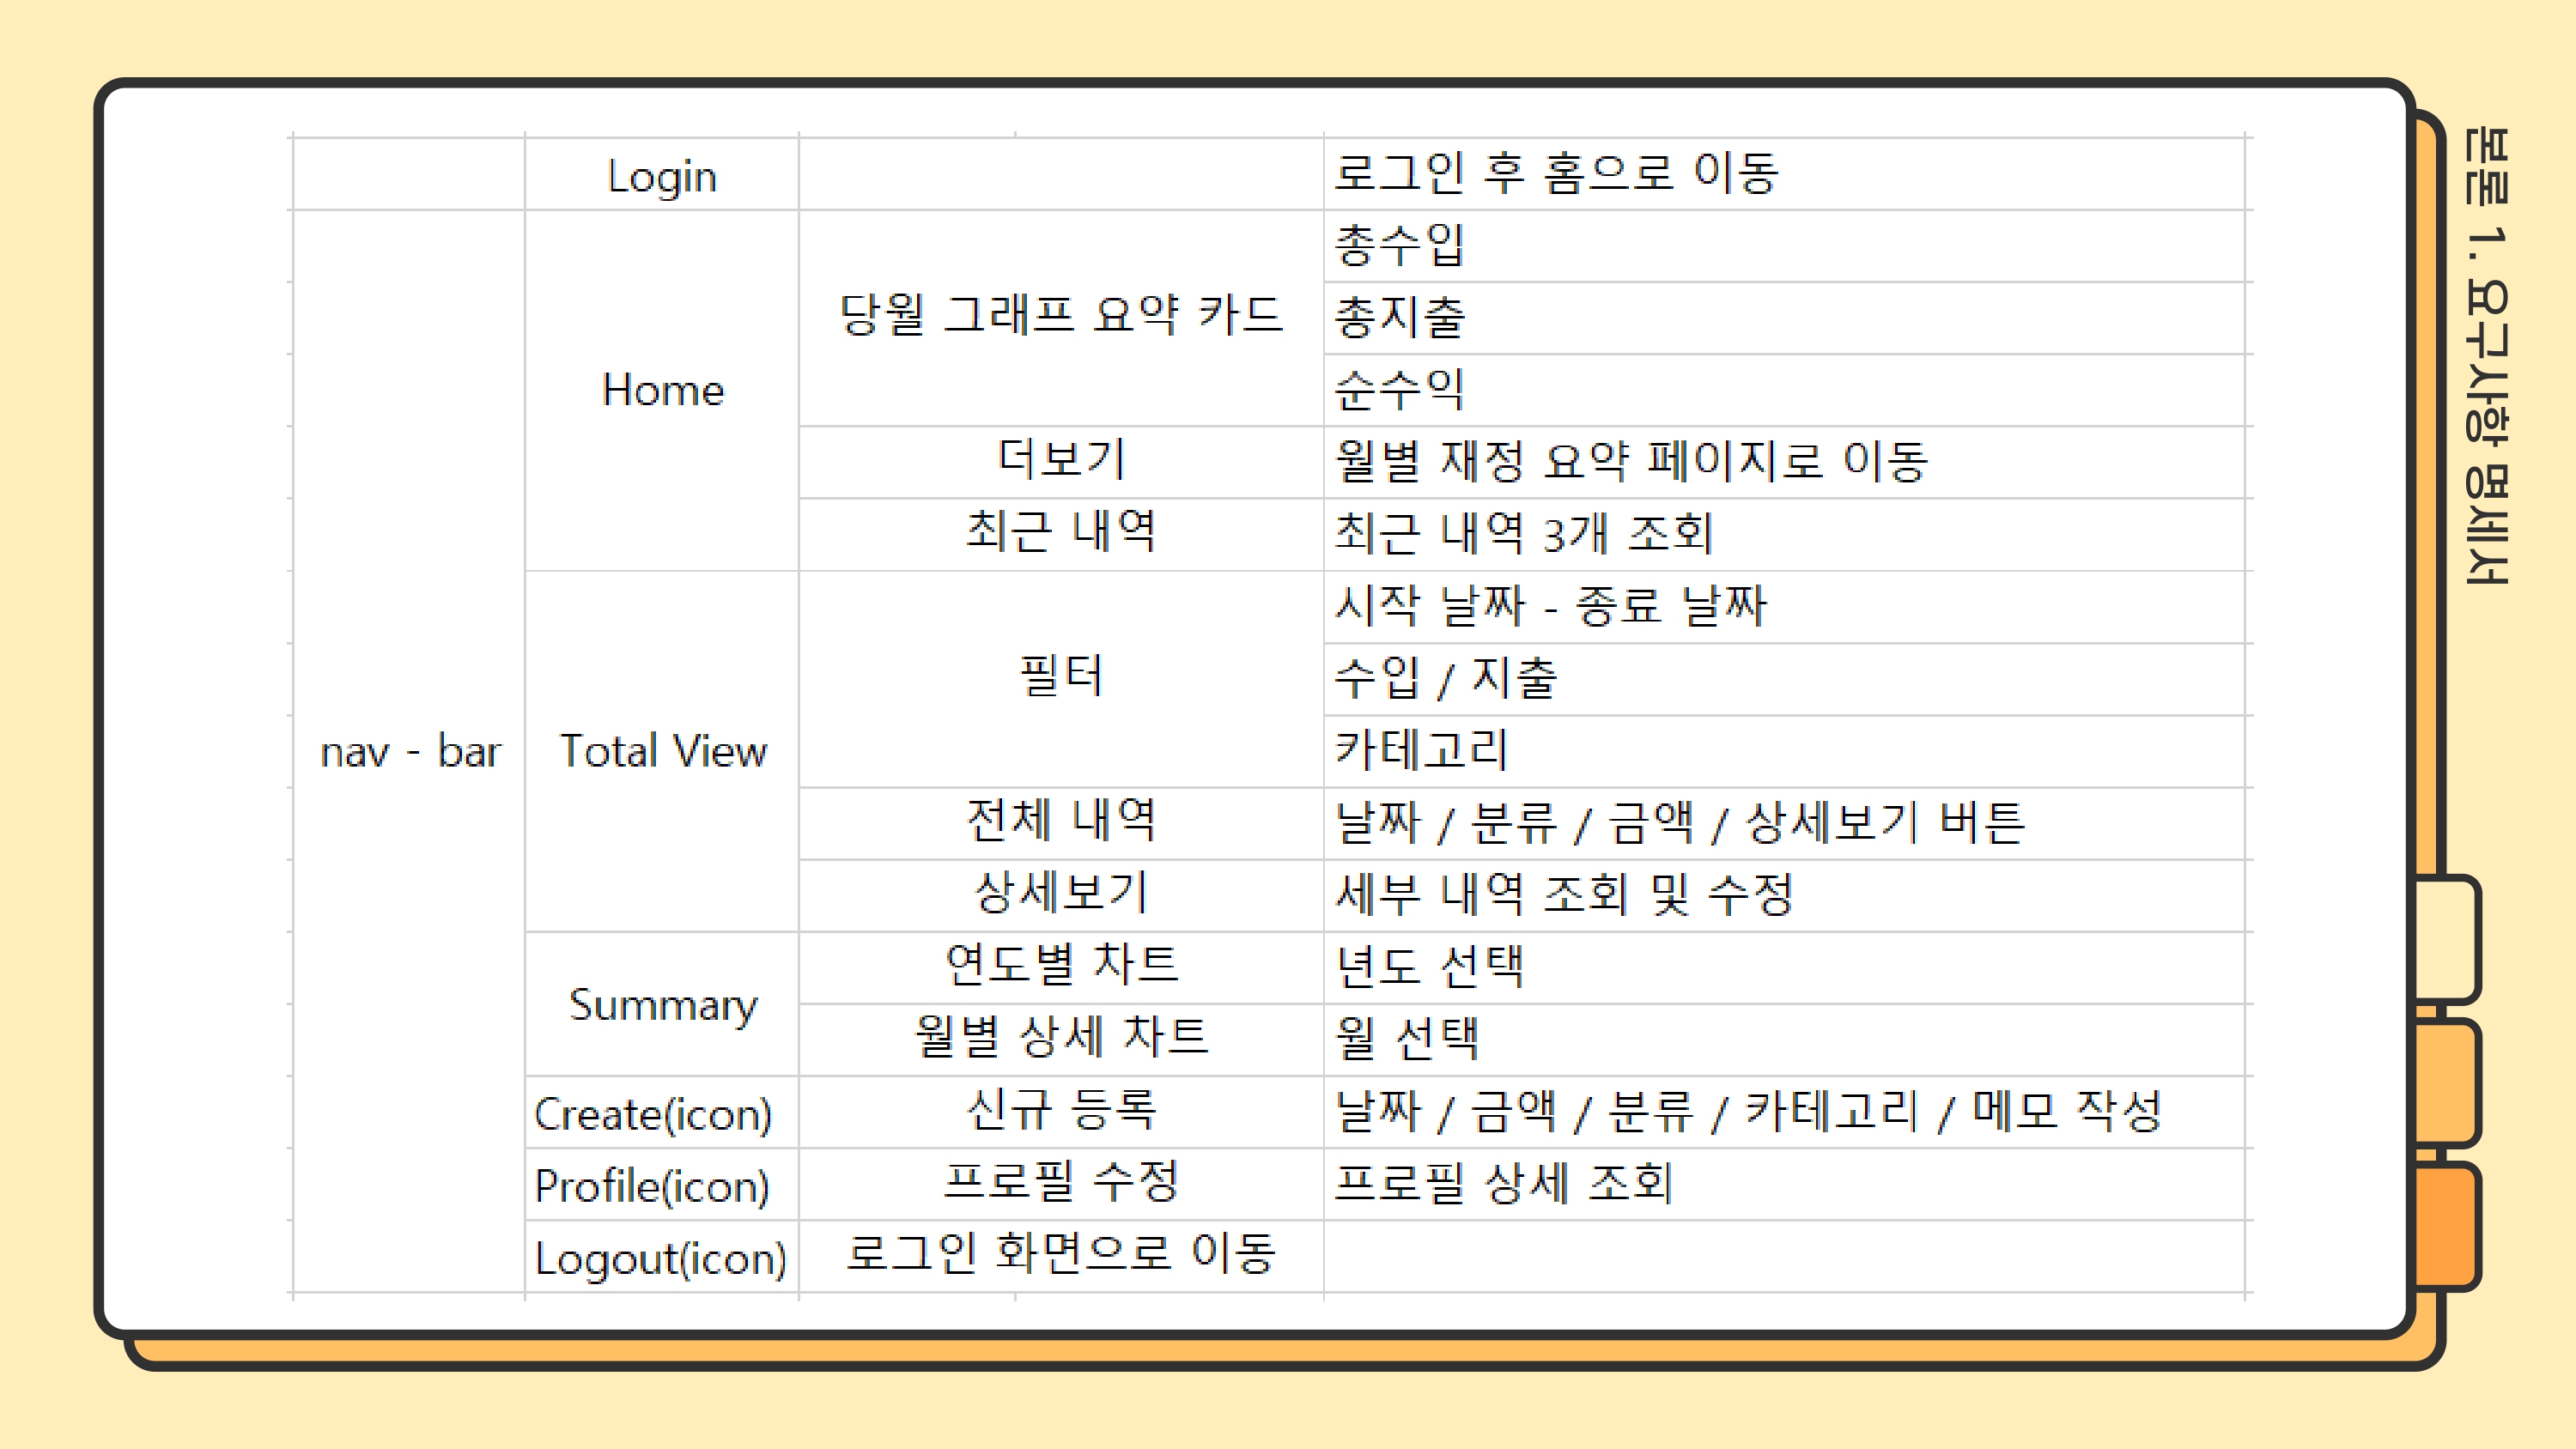 Login
로그인 후 홈으로 이동
nav - bar
Home
당월 그래프 요약 카드
총수입
총지출
순수익
더보기
월별 재정 요약 페이지로 이동
최근 내역
최근 내역 3개 조회
Total View
필터
시작 날짜 - 종료 날짜
수입 / 지출
카테고리
전체 내역
날짜 / 분류 / 금액 / 상세보기 버튼
상세보기
세부 내역 조회 및 수정
Summary
연도별 차트
년도 선택
월별 상세 차트
월 선택
Create(icon)
신규 등록
날짜 / 금액 / 분류 / 카테고리 / 메모 작성
Profile(icon)
프로필 수정
프로필 상세 조회
Logout(icon)
로그인 화면으로 이동
본론 1. 요구사항 명세서